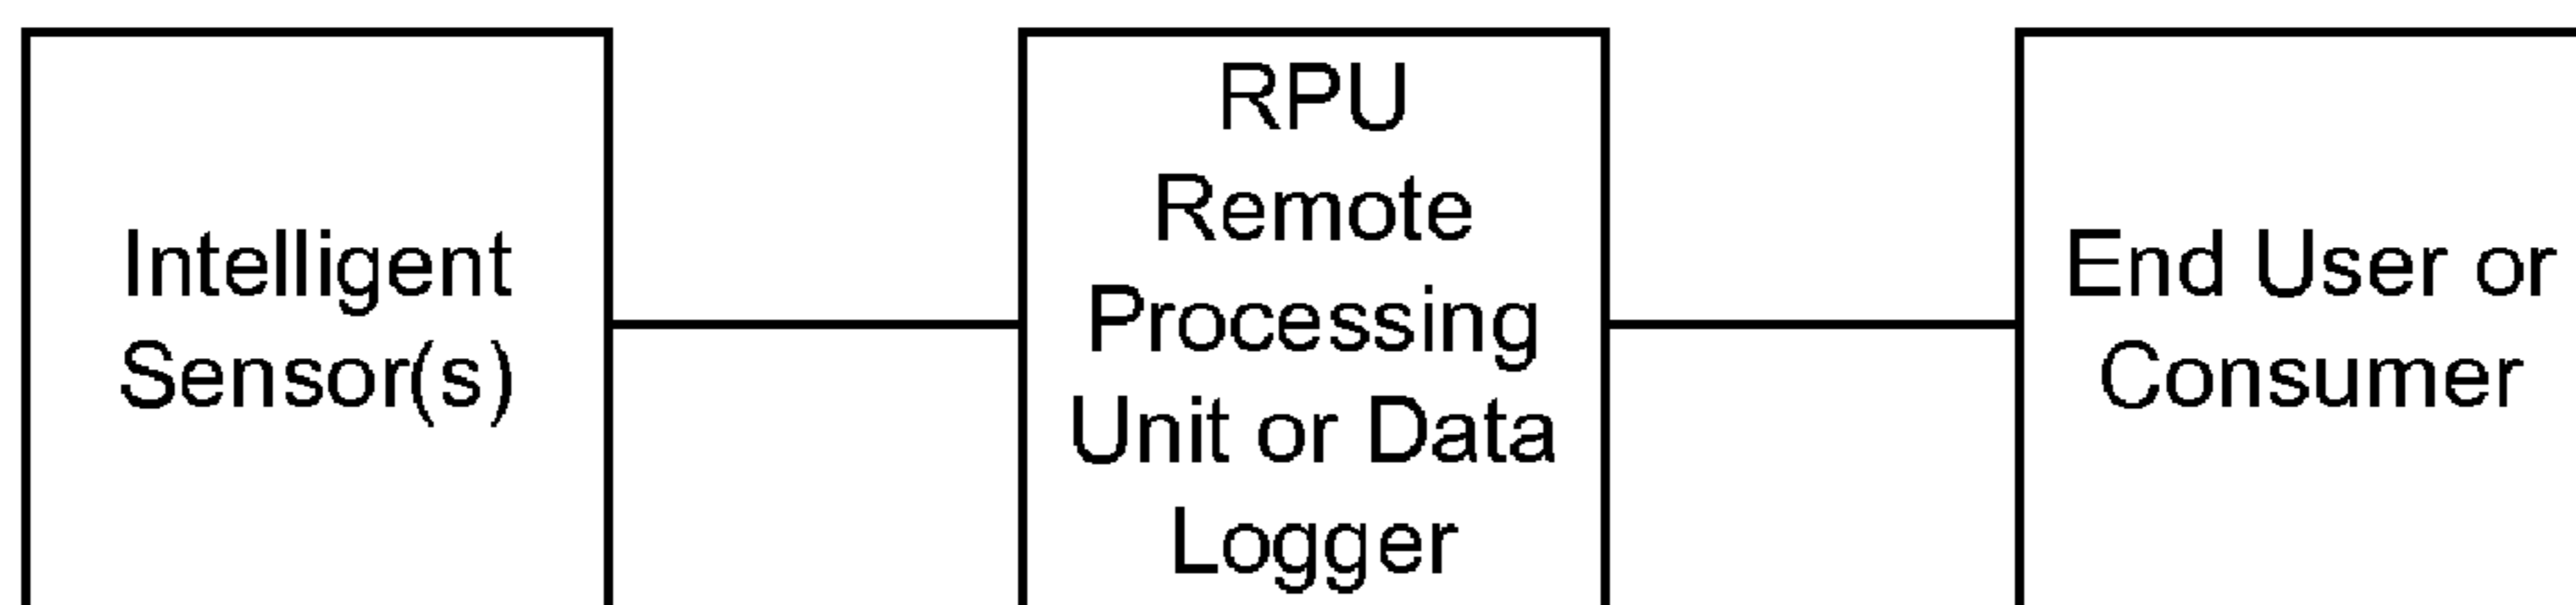 Intelligent
Sensor(s)
RPU
Remote
Processing
Unit or Data
Logger
End User or
Consumer